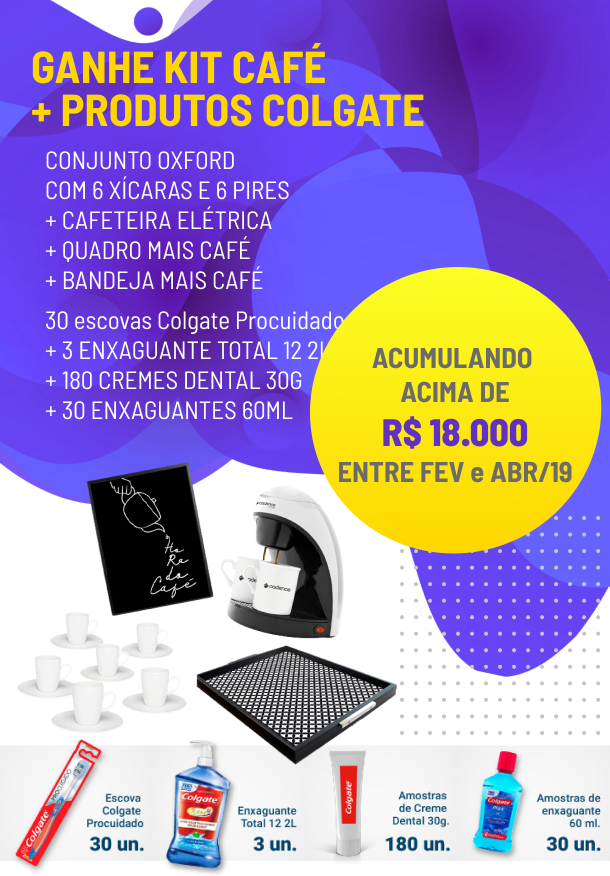 GANHE KIT CAFÉ
+ PRODUTOS COLGATE
CONJUNTO OXFORD
COM 6 XÍCARAS E 6 PIRES
+ CAFETEIRA ELÉTRICA
+ QUADRO MAIS CAFÉ
+ BANDEJA MAIS CAFÉ
30 escovas Colgate Procuidado
+ 3 ENXAGUANTE TOTAL 12 2L
+ 180 CREMES DENTAL 30G
+ 30 ENXAGUANTES 60ML
ACUMULANDO
ACIMA DE
R$ 18.000
ENTRE FEV e ABR/19
Ho
Ra
do
Café
cadence
cadence
Colgate
PROCUIDADO
Escova
Colgate
Procuidado
30 un.
Colgate
Enxaguante
Total 12 2L
3 un.
Colgate
Amostras
de Creme
Dental 30g.
180 un.
Colgate
Plax
Amostras de
enxaguante
60 ml.
30 un.